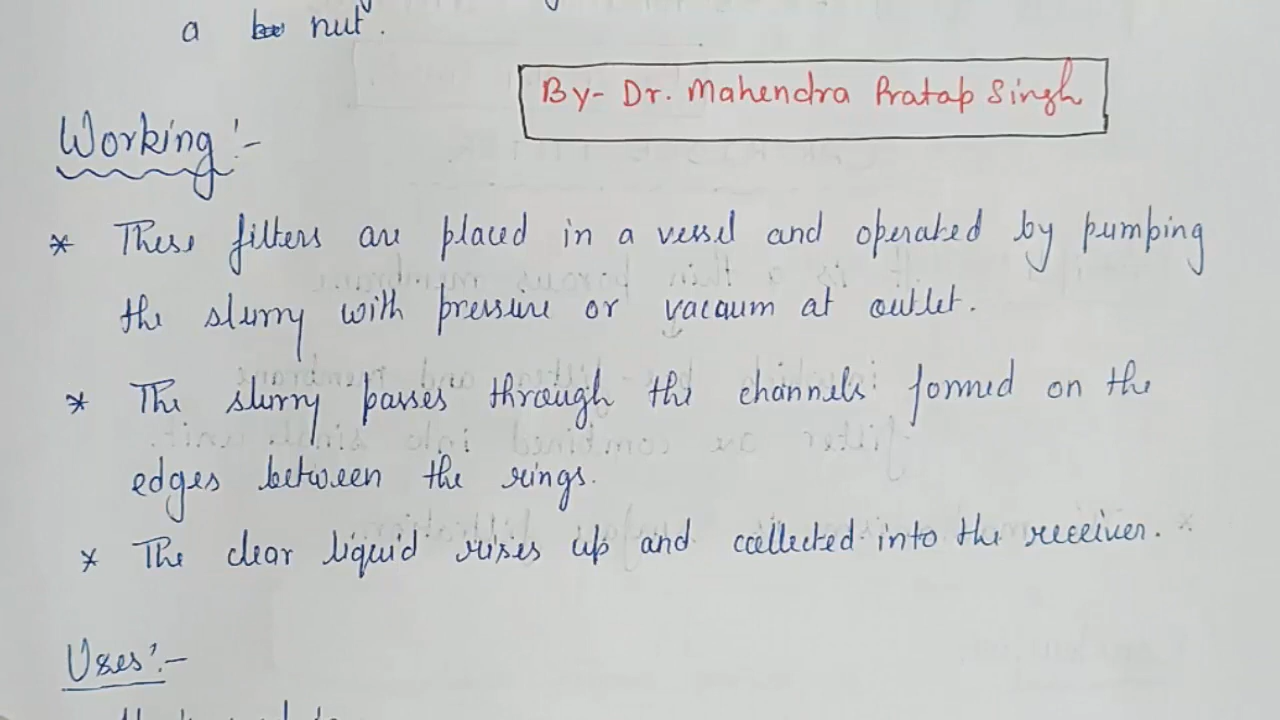 a nut.
By- Dr. Mahendra Pratap Singh
Working :-
* These filters are placed in a vessel and operated by pumping
the slurry with pressure or vacuum at outlet.
* The slurry passes through the channels formed on the
edges between the rings.
* The clear liquid rises up and collected into the receiver.
Uses :-